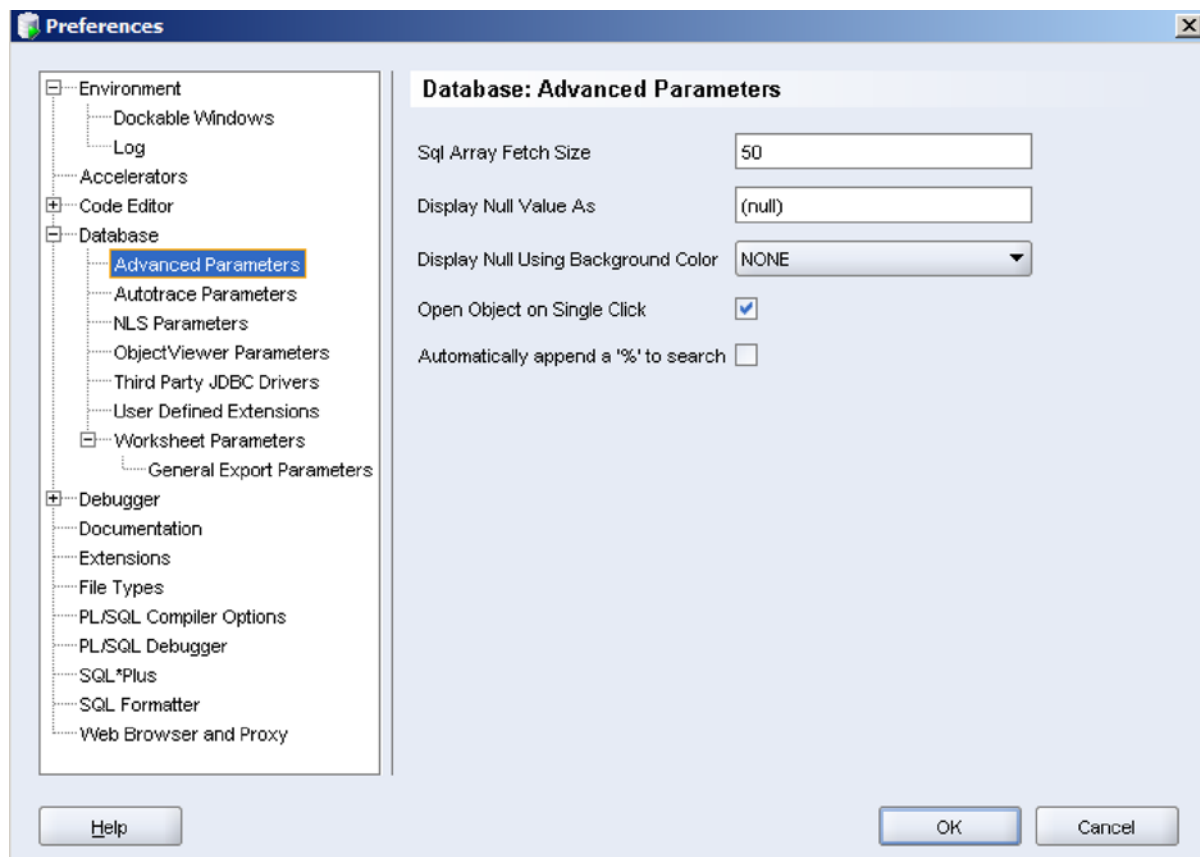 Preferences
Environment
Dockable Windows
Log
Accelerators
Code Editor
Database
Advanced Parameters
Autotrace Parameters
NLS Parameters
ObjectViewer Parameters
Third Party JDBC Drivers
User Defined Extensions
Worksheet Parameters
General Export Parameters
Debugger
Documentation
Extensions
File Types
PL/SQL Compiler Options
PL/SQL Debugger
SQL*Plus
SQL Formatter
Web Browser and Proxy
Database: Advanced Parameters
Sql Array Fetch Size 50
Display Null Value As (null)
Display Null Using Background Color NONE
Open Object on Single Click
Automatically append a '%' to search
Help OK Cancel